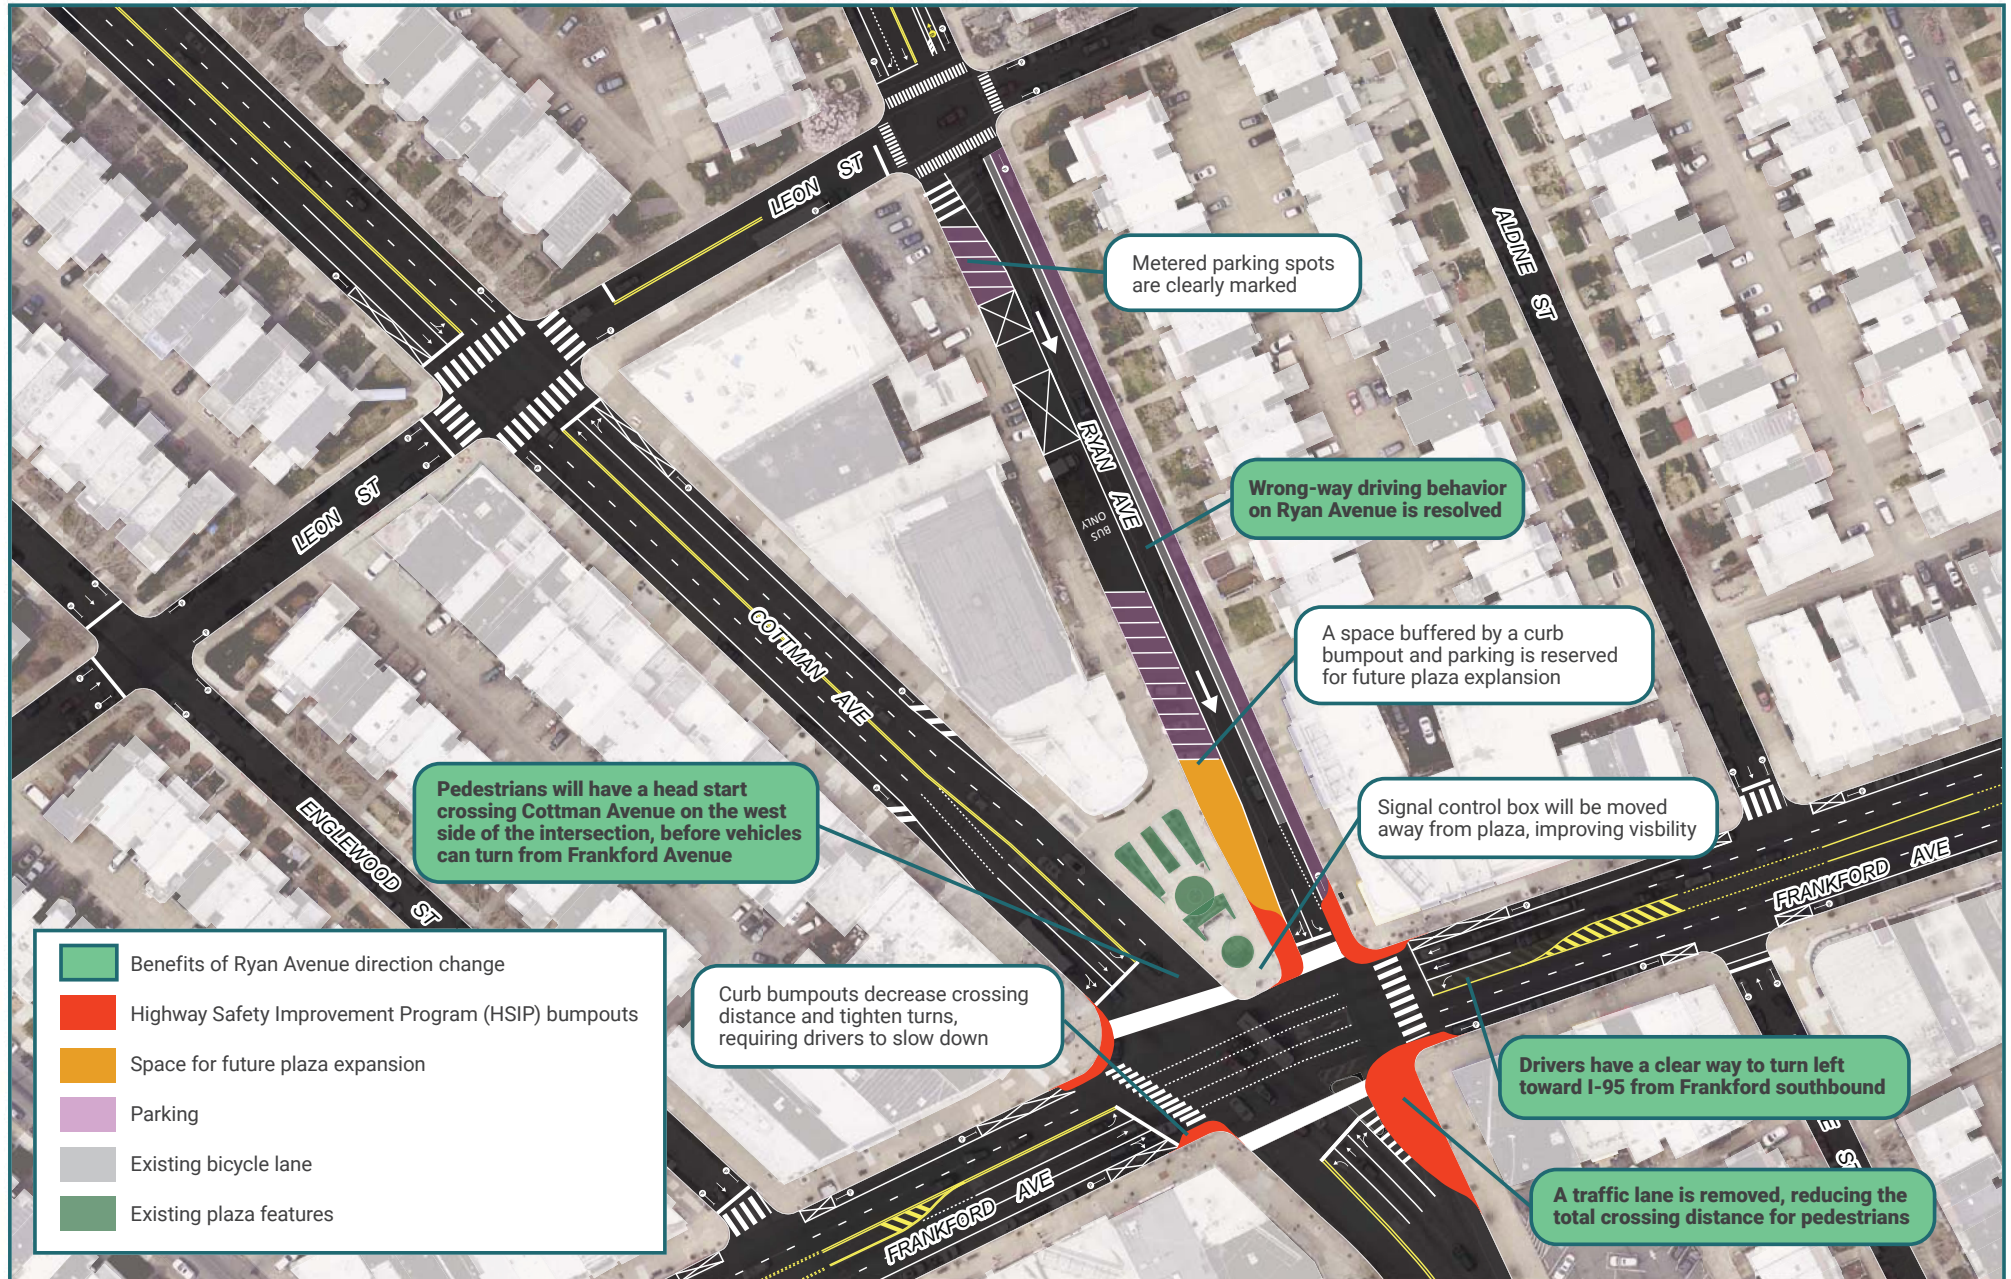 LEON ST
ALDINE ST
Metered parking spots
are clearly marked
RYAN AVE
Wrong-way driving behavior
on Ryan Avenue is resolved
LEON ST
BUS
ONLY
COTTMAN AVE
A space buffered by a curb
bumpout and parking is reserved
for future plaza explansion
Pedestrians will have a head start
crossing Cottman Avenue on the west
side of the intersection, before vehicles
can turn from Frankford Avenue
Signal control box will be moved
away from plaza, improving visbility
ENGLEWOOD ST
FRANKFORD AVE
Curb bumpouts decrease crossing
distance and tighten turns,
requiring drivers to slow down
Drivers have a clear way to turn left
toward I-95 from Frankford southbound
A traffic lane is removed, reducing the
total crossing distance for pedestrians
FRANKFORD AVE
ST
Benefits of Ryan Avenue direction change
Highway Safety Improvement Program (HSIP) bumpouts
Space for future plaza expansion
Parking
Existing bicycle lane
Existing plaza features